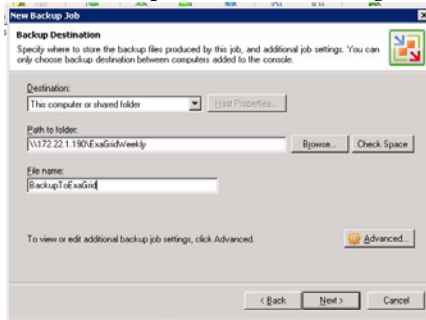 New Backup Job
Backup Destination
Specify where to store the backup files produced by this job, and additional job settings. You can
only choose backup destination between computers added to the console.
Destination:
This computer or shared folder
Host Properties...
Path to folder:
\\172.22.1.190\ExaGridWeekly
Browse...
Check Space
File name:
BackupToExaGrid
To view or edit additional backup job settings, click Advanced.
Advanced...
< Back
Next >
Cancel